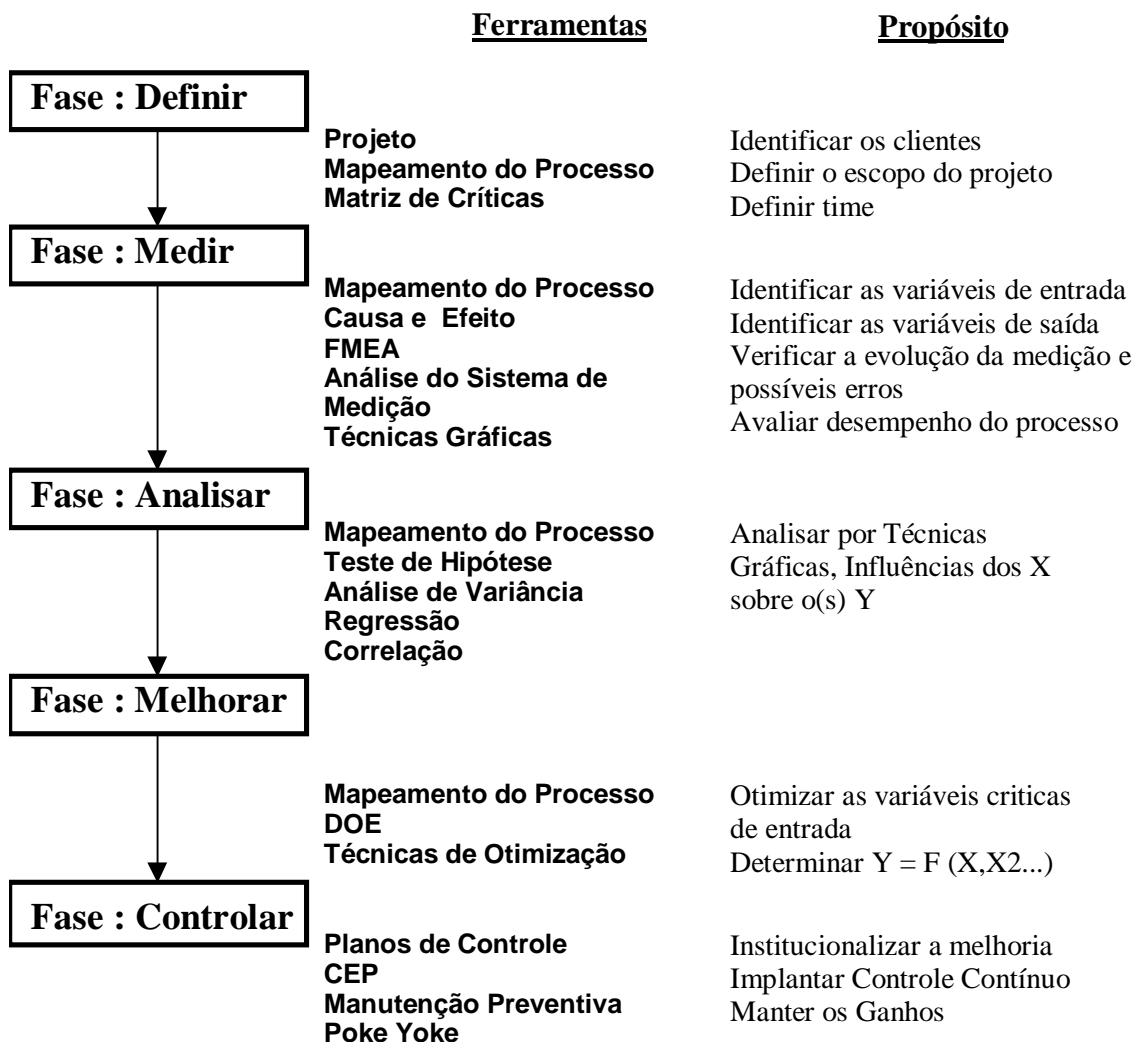 Ferramentas
Propósito
Fase : Definir
Projeto
Mapeamento do Processo
Matriz de Críticas
Identificar os clientes
Definir o escopo do projeto
Definir time
Fase : Medir
Mapeamento do Processo
Causa e Efeito
FMEA
Análise do Sistema de
Medição
Técnicas Gráficas
Identificar as variáveis de entrada
Identificar as variáveis de saída
Verificar a evolução da medição e
possíveis erros
Avaliar desempenho do processo
Fase : Analisar
Mapeamento do Processo
Teste de Hipótese
Análise de Variância
Regressão
Correlação
Analisar por Técnicas
Gráficas, Influências dos X
sobre o(s) Y
Fase : Melhorar
Mapeamento do Processo
DOE
Técnicas de Otimização
Otimizar as variáveis criticas
de entrada
Determinar Y = F (X,X2...)
Fase : Controlar
Planos de Controle
CEP
Manutenção Preventiva
Poke Yoke
Institucionalizar a melhoria
Implantar Controle Contínuo
Manter os Ganhos